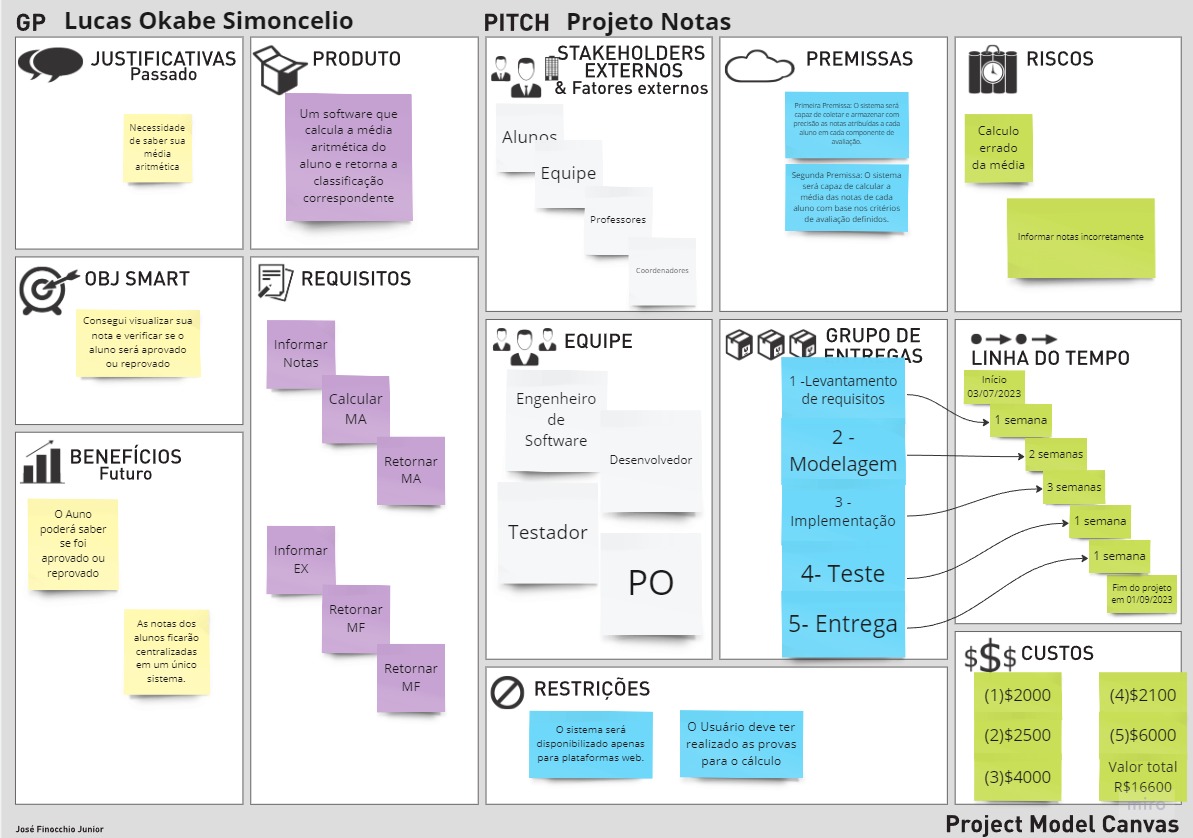 GP Lucas Okabe Simoncelio
PITCH Projeto Notas
JUSTIFICATIVAS
Passado
Necessidade
de saber sua
média
aritmética
PRODUTO
Um software que
calcula a média
aritmética do
aluno e retorna a
classificação
correspondente
STAKEHOLDERS
EXTERNOS
& Fatores externos
Alunos
Equipe
Professores
Coordenadores
PREMISSAS
Primeira Premissa: O sistema será
capaz de coletar e armazenar com
precisão as notas atribuídas a cada
aluno em cada componente de
avaliação.
Segunda Premissa: O sistema
será capaz de calcular a
média das notas de cada
aluno com base nos critérios
de avaliação definidos.
RISCOS
Calculo
errado
da média
Informar notas incorretamente
OBJ SMART
Consegui visualizar sua
nota e verificar se o
aluno será aprovado
ou reprovado
REQUISITOS
Informar
Notas
Calcular
MA
Retornar
MA
Informar
EX
Retornar
MF
Retornar
MF
EQUIPE
Engenheiro
de
Software
Desenvolvedor
Testador
PO
GRUPO DE
ENTREGAS
1 -Levantamento
de requisitos
2 -
Modelagem
3 -
Implementação
4- Teste
5- Entrega
LINHA DO TEMPO
Início
03/07/2023
1 semana
2 semanas
3 semanas
1 semana
1 semana
Fim do projeto
em 01/09/2023
BENEFÍCIOS
Futuro
O Auno
poderá saber
se foi
aprovado ou
reprovado
As notas dos
alunos ficarão
centralizadas
em um único
sistema.
RESTRIÇÕES
O sistema será
disponibilizado apenas
para plataformas web.
O Usuário deve ter
realizado as provas
para o cálculo
$$$ CUSTOS
(1)$2000
(2)$2500
(3)$4000
(4)$2100
(5)$6000
Valor total
R$16600
miro
José Finocchio Junior
Project Model Canvas